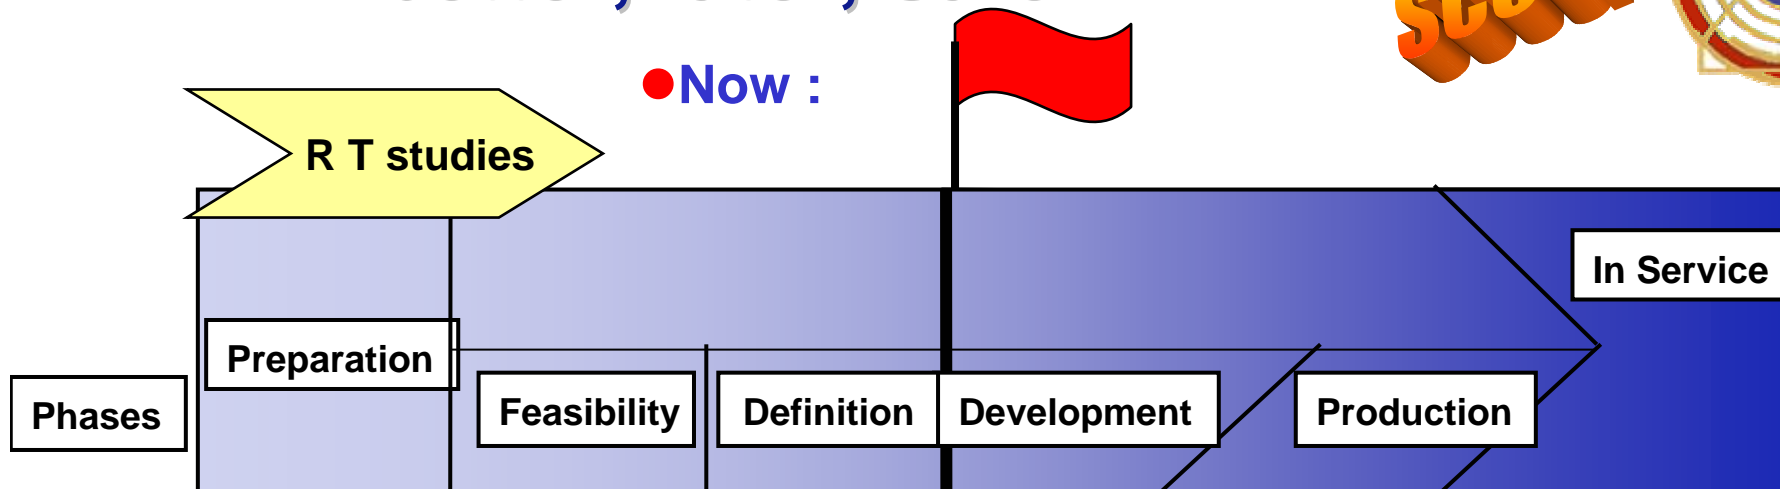 Now :
R T studies
In Service
Preparation
Phases
Feasibility
Definition
Development
Production